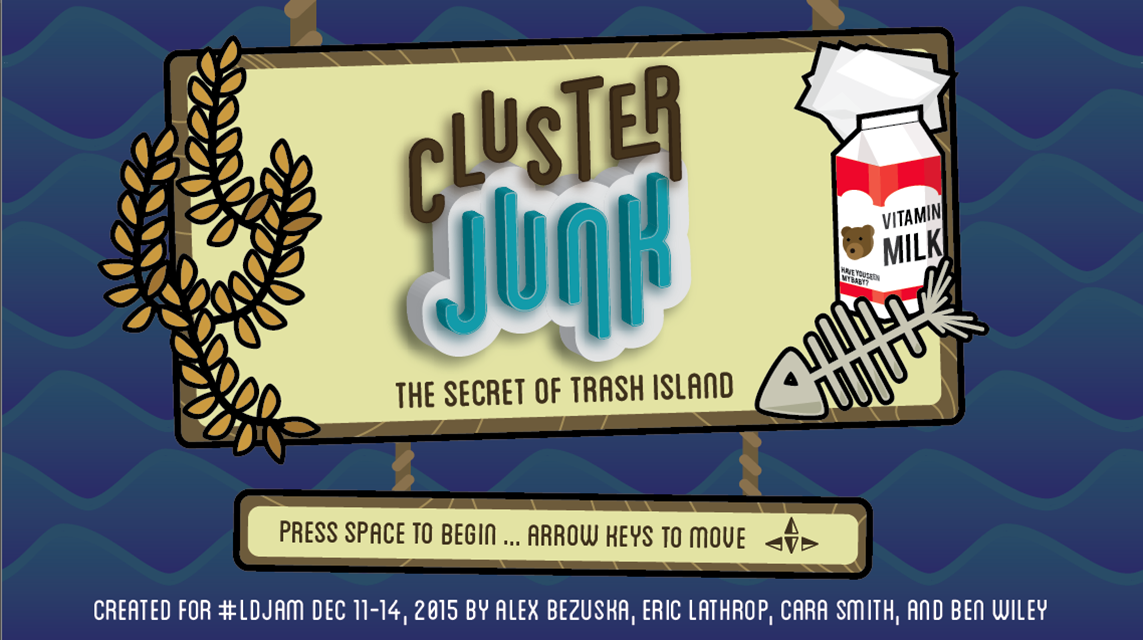 CLUSTER
JUNK
VITAMIN
MILK
HAVE YOU SEEN
MY BABY?
THE SECRET OF TRASH ISLAND
PRESS SPACE TO BEGIN ... ARROW KEYS TO MOVE
CREATED FOR #LDJAM DEC 11-14, 2015 BY ALEX BEZUSKA, ERIC LATHROP, CARA SMITH, AND BEN WILEY